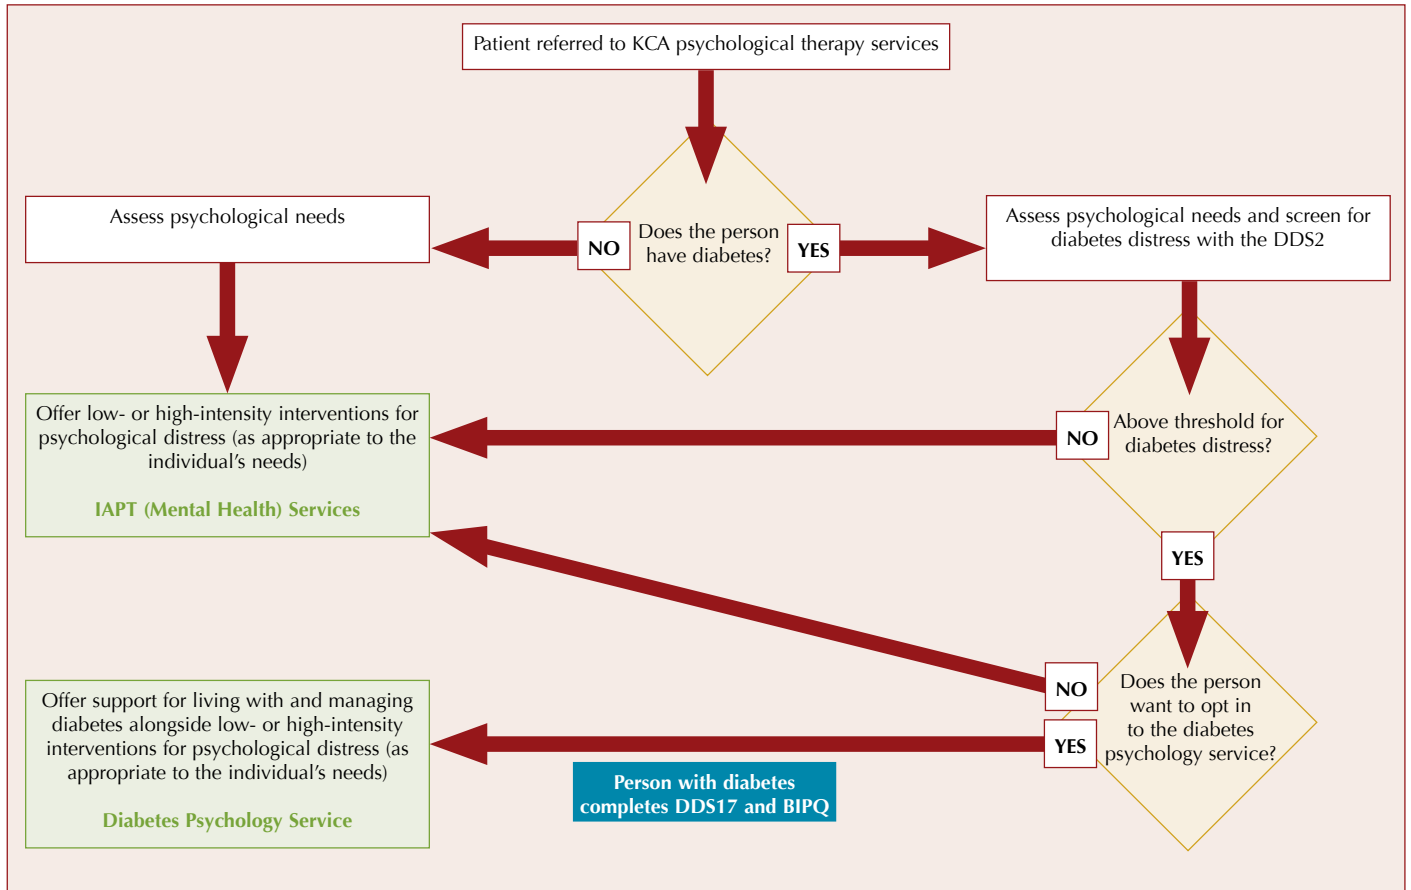 Patient referred to KCA psychological therapy services
Does the person
have diabetes?
NO
YES
Assess psychological needs
Assess psychological needs and screen for
diabetes distress with the DDS2
Offer low- or high-intensity interventions for
psychological distress (as appropriate to the
individual’s needs)
IAPT (Mental Health) Services
NO
Above threshold for
diabetes distress?
YES
NO
YES
Does the person
want to opt in
to the diabetes
psychology service?
Offer support for living with and managing
diabetes alongside low- or high-intensity
interventions for psychological distress (as
appropriate to the individual’s needs)
Diabetes Psychology Service
Person with diabetes
completes DDS17 and BIPQ